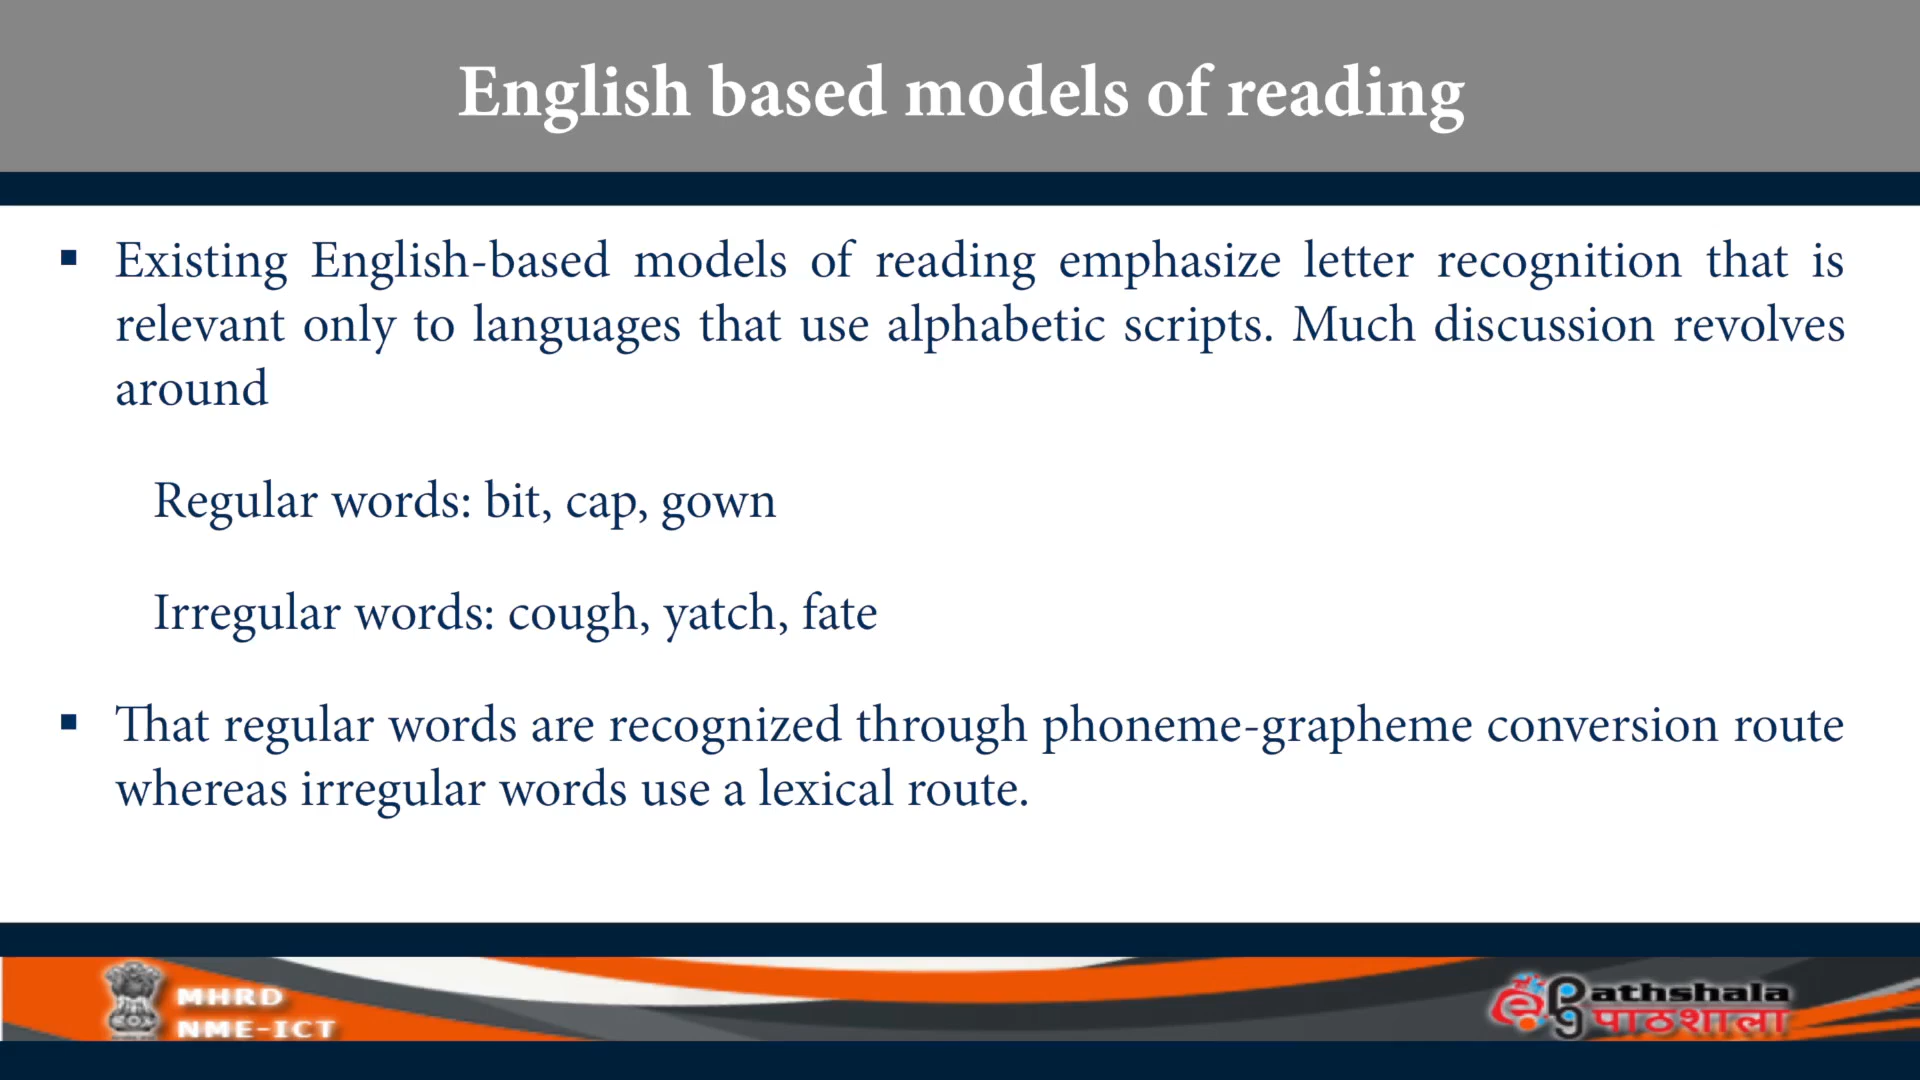 English based models of reading
▪ Existing English-based models of reading emphasize letter recognition that is
relevant only to languages that use alphabetic scripts. Much discussion revolves
around
Regular words: bit, cap, gown
Irregular words: cough, yatch, fate
▪ That regular words are recognized through phoneme-grapheme conversion route
whereas irregular words use a lexical route.
MHRD
NME-ICT
Pathshala
पाठशाला